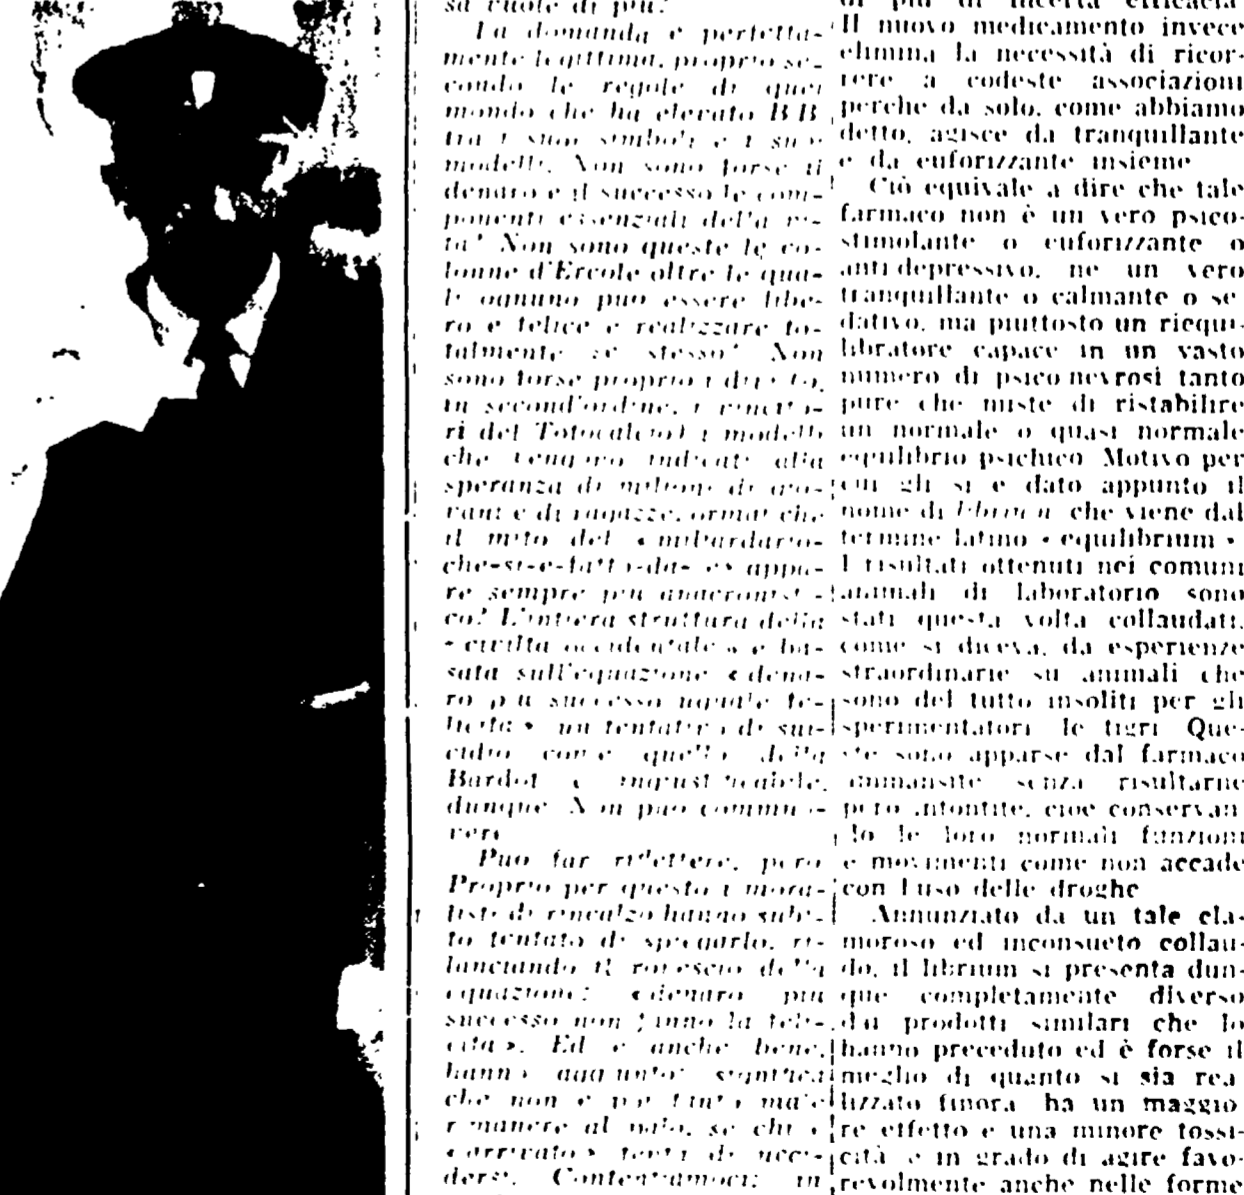 sa vuole di più?
La domanda è perfetta-
mente legittima, proprio se-
condo le regole di quel
mondo che ha elevato B.B.
tra i suoi simboli e i suoi
modelli. Non sono forse il
denaro e il successo le com-
ponenti essenziali della vi-
ta? Non sono queste le co-
lonne d'Ercole oltre le qua-
li ognuno può essere libe-
ro e felice e realizzare to-
talmente se stesso? Non
sono forse proprio i divi (o,
in second'ordine, i vincito-
ri del Totocalcio) i modelli
che vengono indicati alla
speranza di milioni di gio-
vani e di ragazze, ormai che
il mito del « miliardario-
che-si-è-fatto-da-sé » appa-
re sempre più anacronisti-
co? L'intiera struttura della
« civiltà occidentale » è ba-
sata sull'equazione « dena-
ro più successo uguale fe-
licità » un tentativo di sui-
cidio come quello della
Bardot è ingiustificabile,
dunque. Non può commuo-
vere
Può far riflettere, però
Proprio per questo i mora-
listi di rincalzo hanno subi-
to tentato di spiegarlo, ri-
lanciando il rovescio della
equazione: « denaro più
successo non fanno la feli-
cità ». Ed è anche bene,
hanno aggiunto: significa
che non è poi tanto male
rimanere al palo, se chi è
« arrivato » tenta di ucci-
dersi. Contentiamoci: in
di più di incerta efficacia
Il nuovo medicamento invece
elimina la necessità di ricor-
rere a codeste associazioni
perchè da solo, come abbiamo
detto, agisce da tranquillante
e da euforizzante insieme
Ciò equivale a dire che tale
farmaco non è un vero psico-
stimolante o euforizzante o
antidepressivo, nè un vero
tranquillante o calmante o se
dativo, ma piuttosto un riequi-
libratore capace in un vasto
numero di psiconevrosi tanto
pure che miste di ristabilire
un normale o quasi normale
equilibrio psichico Motivo per
cui gli si è dato appunto il
nome di librium che viene dal
termine latino « equilibrium »
I risultati ottenuti nei comuni
animali di laboratorio sono
stati questa volta collaudati,
come si diceva, da esperienze
straordinarie su animali che
sono del tutto insoliti per gli
sperimentatori le tigri Que-
ste sono apparse dal farmaco
ammansite senza risultarne
però intontite, cioè conservan
do le loro normali funzioni
e movimenti come non accade
con l'uso delle droghe
Annunziato da un tale cla-
moroso ed inconsueto collau-
do, il librium si presenta dun-
que completamente diverso
dai prodotti similari che lo
hanno preceduto ed è forse il
meglio di quanto si sia rea
lizzato finora ha un maggio
re effetto e una minore tossi-
cità è in grado di agire favo-
revolmente anche nelle forme